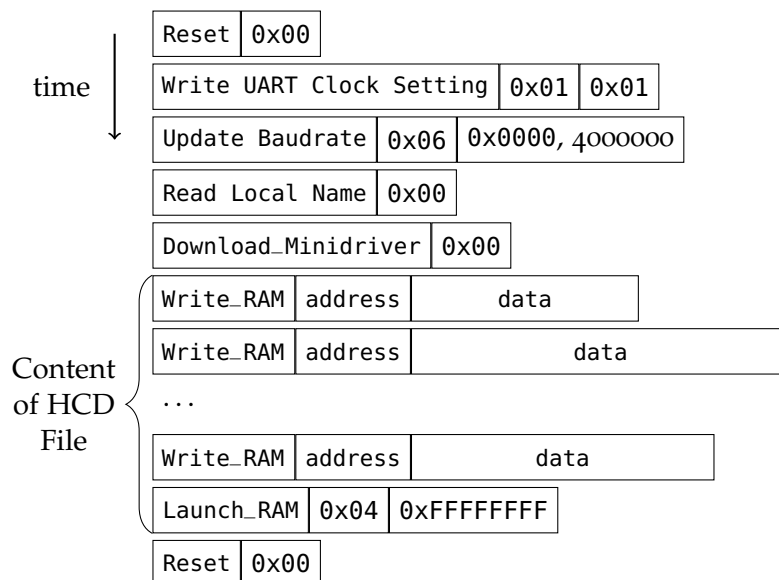 Reset 0x00
time
Write UART Clock Setting 0x01 0x01
Update Baudrate 0x06 0x0000, 4000000
Read Local Name 0x00
Download_Minidriver 0x00
Write_RAM address data
Write_RAM address data
Content
of HCD
File
...
Write_RAM address data
Launch_RAM 0x04 0xFFFFFFFF
Reset 0x00